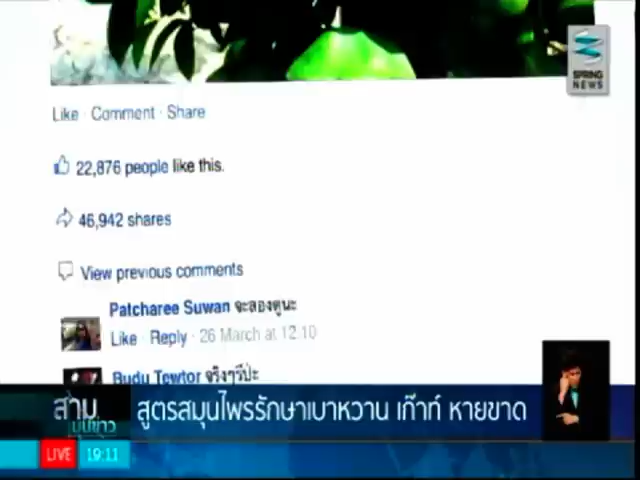 SPRING
NEWS
Like · Comment · Share
22,876 people like this.
46,942 shares
View previous comments
Patcharee Suwan จะลองดูนะ
Like · Reply · 26 March at 12:10
Budu Tewtor จริงๆรึป่ะ
สาม
มุมข่าว
สูตรสมุนไพรรักษาเบาหวาน เก๊าท์ หายขาด
LIVE 19:11